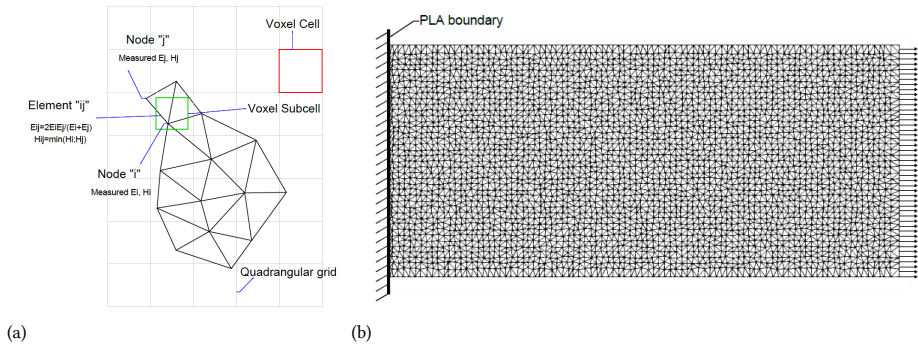 Voxel Cell
Node "j"
Measured Ej, Hj
Element "ij"
Eij=2EiEj/(Ei+Ej)
Hij=min(Hi;Hj)
Voxel Subcell
Node "i"
Measured Ei, Hi
Quadrangular grid
(a)
PLA boundary
(b)